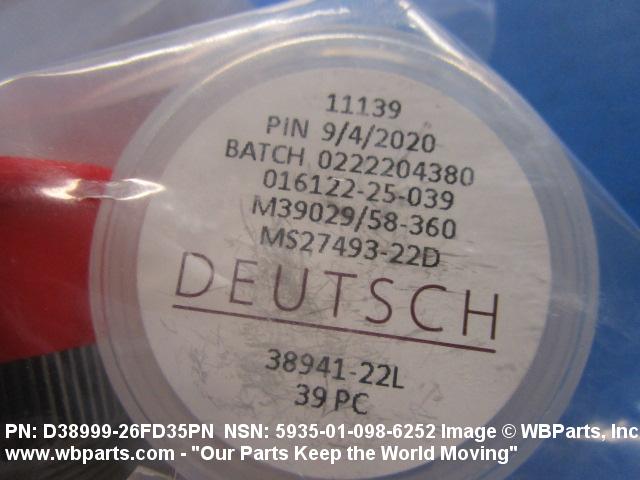 11139
PIN 9/4/2020
BATCH 0222204380
016122-25-039
M39029/58-360
MS27493-22D
DEUTSCH
38941-22L
39 PC
PN: D38999-26FD35PN NSN: 5935-01-098-6252 Image © WBParts, Inc
www.wbparts.com - "Our Parts Keep the World Moving"